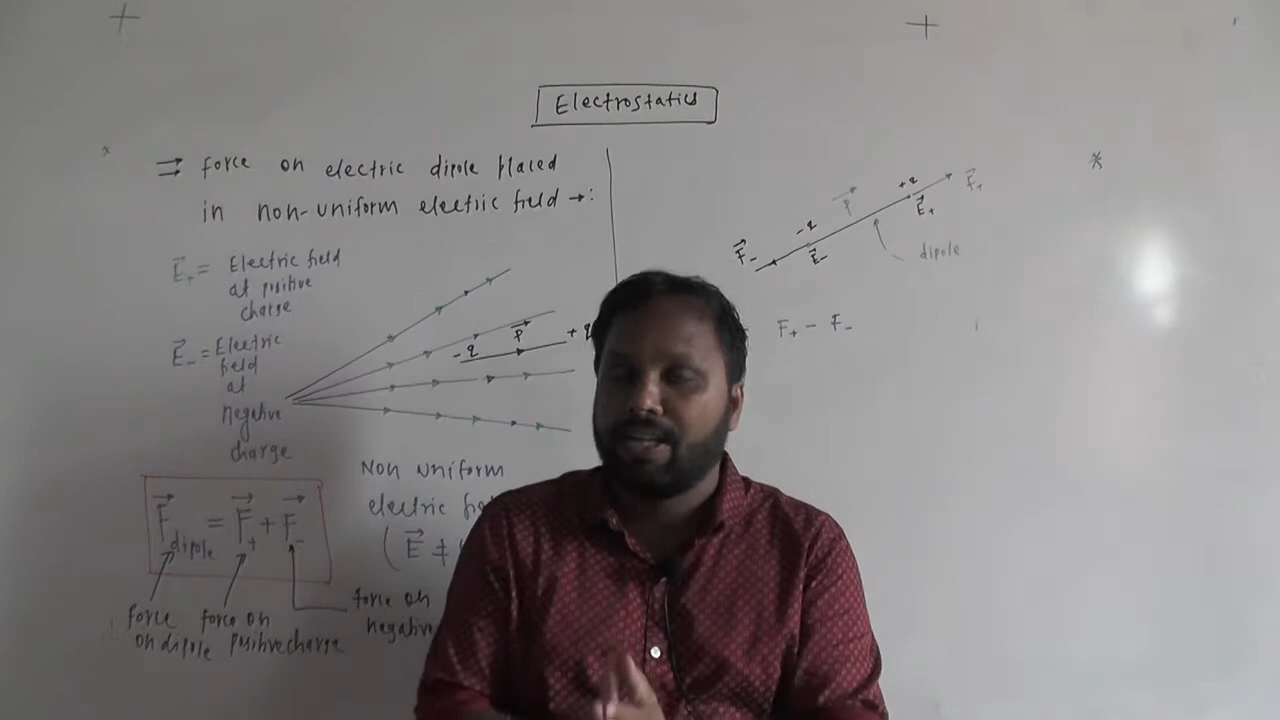 Electrostatics
⇒ force on electric dipole placed
in non-uniform electric field →:
E⃗₊ = Electric field
at positive
charge
E⃗₋ = Electric
field
at
negative
charge
-q P⃗ +q
Non uniform
electric
(E⃗ ≠
F⃗dipole = F⃗₊ + F⃗₋
force
on dipole
force on
positive charge
force on
negative
F⃗₋ -q P⃗ +q F⃗₊
E⃗₋ E⃗₊
dipole
F₊ - F₋
*